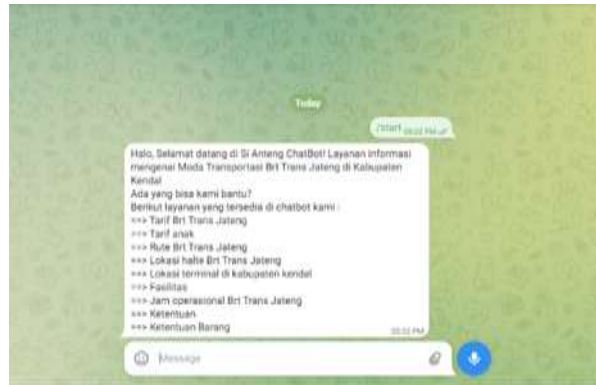 Today
/start
Halo, Selamat datang di Si Anteng ChatBot! Layanan Informasi
mengenai Moda Transportasi Brt Trans Jateng di Kabupaten
Kendal
Ada yang bisa kami bantu?
Berikut layanan yang tersedia di chatbot kami :
==> Tarif Brt Trans Jateng
==> Tarif anak
==> Rute Brt Trans Jateng
==> Lokasi halte Brt Trans Jateng
==> Lokasi terminal di kabupaten kendal
==> Fasilitas
==> Jam operasional Brt Trans Jateng
==> Ketentuan
==> Ketentuan Barang
Message